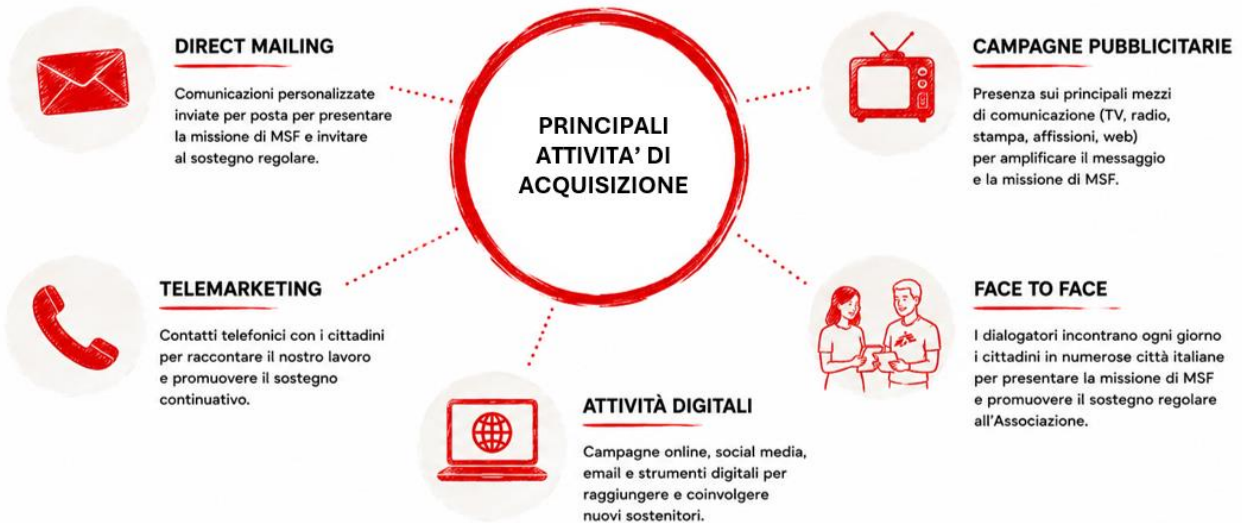 DIRECT MAILING
Comunicazioni personalizzate
inviate per posta per presentare
la missione di MSF e invitare
al sostegno regolare.
PRINCIPALI
ATTIVITA’ DI
ACQUISIZIONE
CAMPAGNE PUBBLICITARIE
Presenza sui principali mezzi
di comunicazione (TV, radio,
stampa, affissioni, web)
per amplificare il messaggio
e la missione di MSF.
TELEMARKETING
Contatti telefonici con i cittadini
per raccontare il nostro lavoro
e promuovere il sostegno
continuativo.
FACE TO FACE
I dialogatori incontrano ogni giorno
i cittadini in numerose città italiane
per presentare la missione di MSF
e promuovere il sostegno regolare
all’Associazione.
ATTIVITÀ DIGITALI
Campagne online, social media,
email e strumenti digitali per
raggiungere e coinvolgere
nuovi sostenitori.